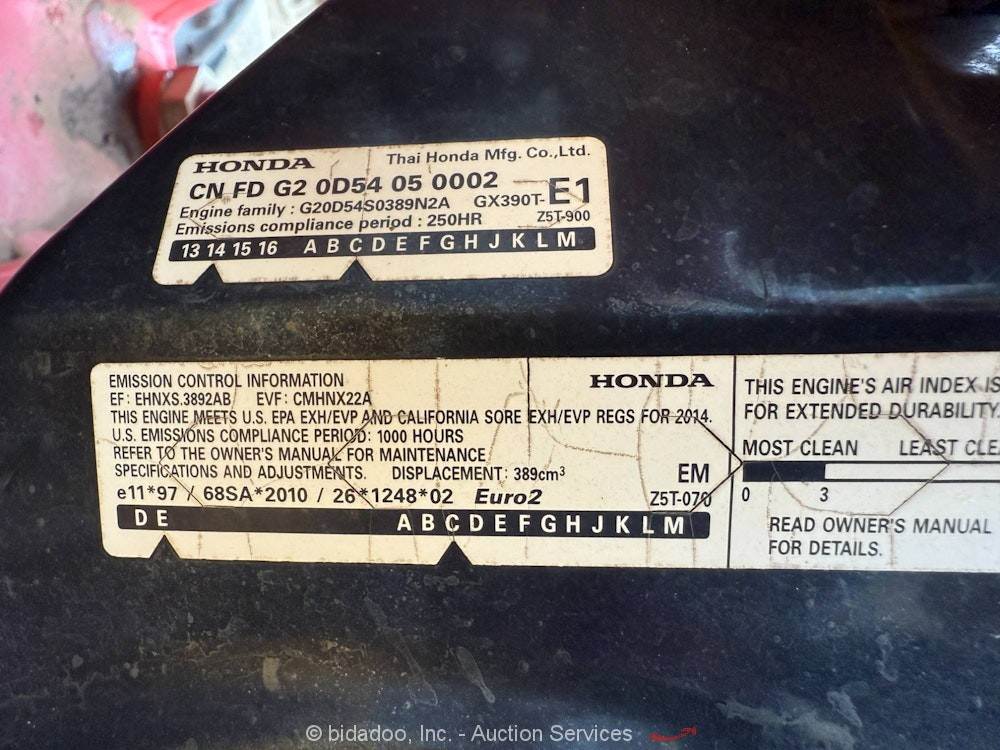 HONDA Thai Honda Mfg. Co.,Ltd.
CN FD G2 0D54 05 0002
Engine family : G20D54S0389N2A GX390T- E1
Emissions compliance period : 250HR Z5T-900
13 14 15 16 A B C D E F G H J K L M
EMISSION CONTROL INFORMATION HONDA
EF: EHNXS.3892AB EVF: CMHNX22A
THIS ENGINE MEETS U.S. EPA EXH/EVP AND CALIFORNIA SORE EXH/EVP REGS FOR 2014.
U.S. EMISSIONS COMPLIANCE PERIOD: 1000 HOURS
REFER TO THE OWNER'S MANUAL FOR MAINTENANCE
SPECIFICATIONS AND ADJUSTMENTS. DISPLACEMENT: 389cm³ EM
e11*97 / 68SA*2010 / 26*1248*02 Euro2 Z5T-070
D E A B C D E F G H J K L M
THIS ENGINE'S AIR INDEX IS
FOR EXTENDED DURABILITY.
MOST CLEAN LEAST CLE
0 3
READ OWNER'S MANUAL
FOR DETAILS.
© bidadoo, Inc. - Auction Services